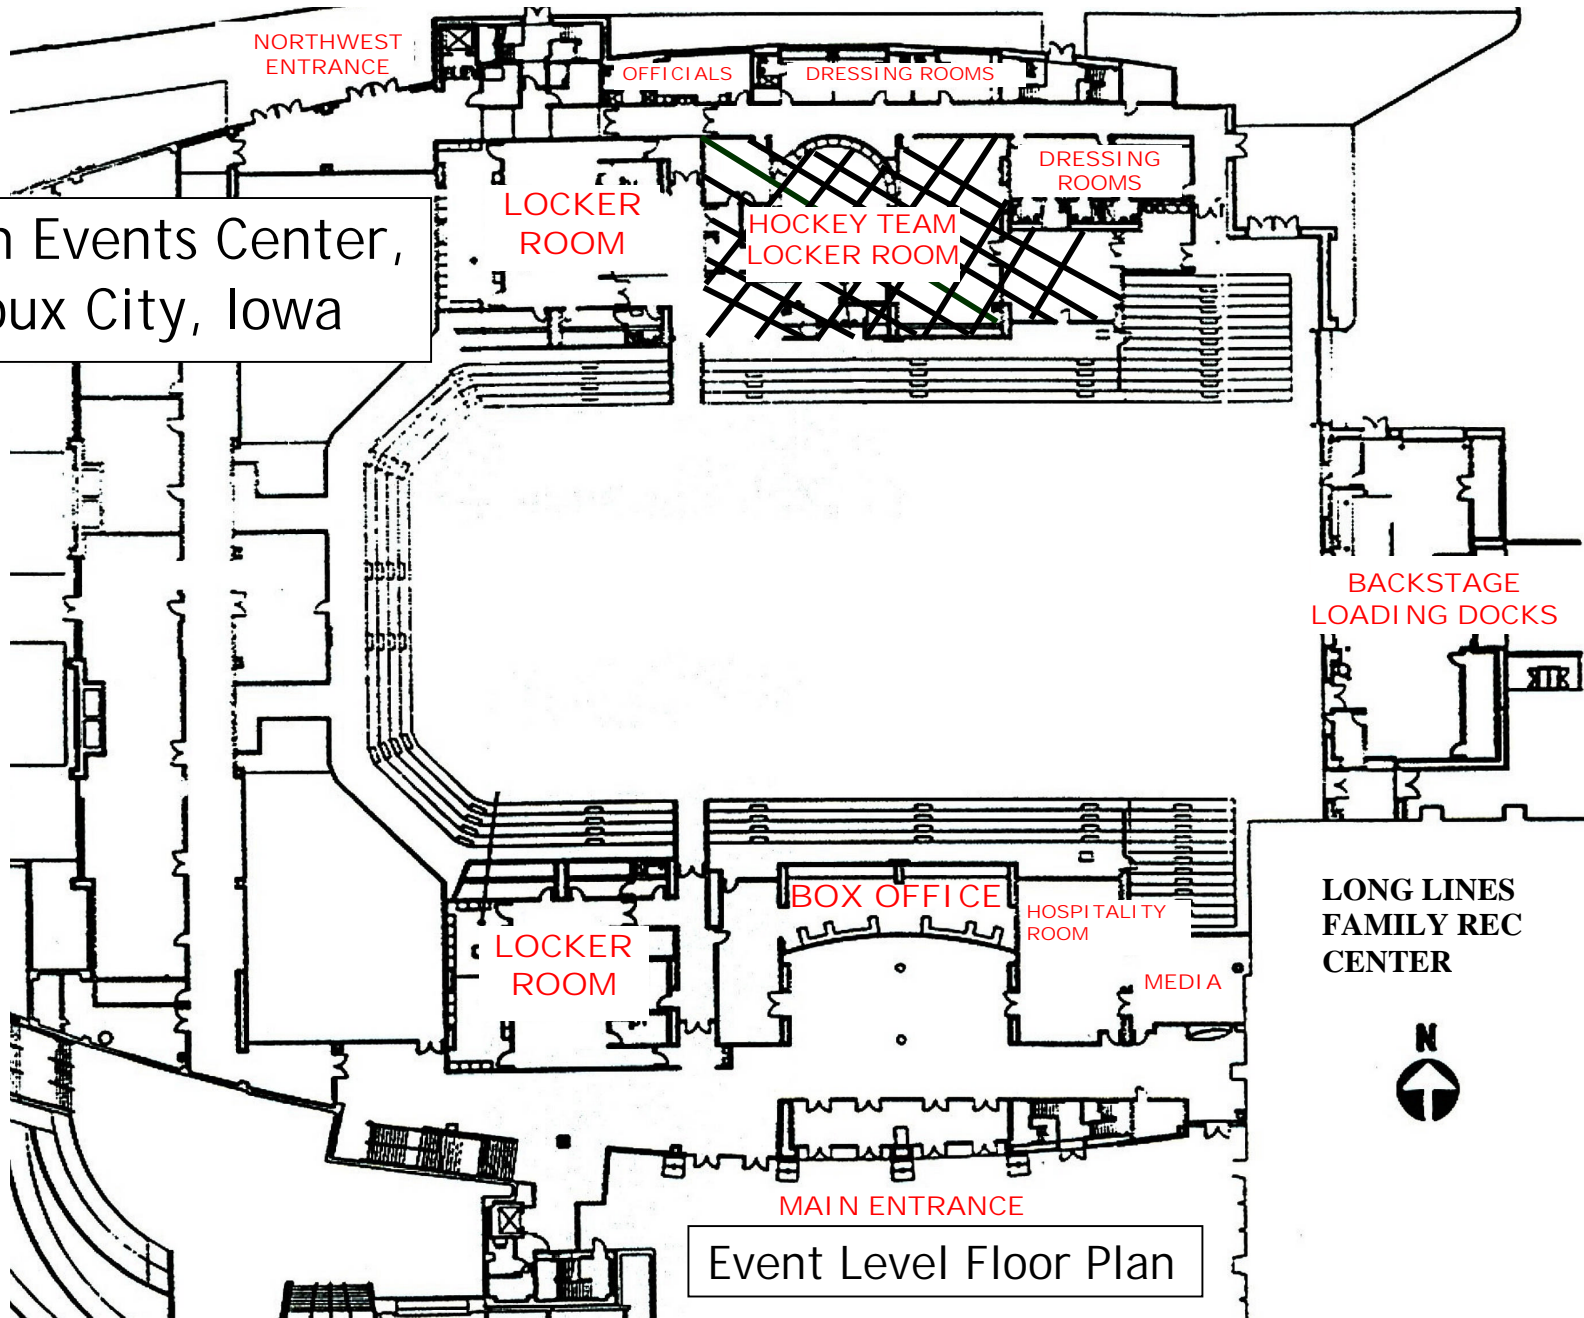 NORTHWEST
ENTRANCE
OFFICIALS
DRESSING ROOMS
DRESSING
ROOMS
LOCKER
ROOM
HOCKEY TEAM
LOCKER ROOM
Events Center,
City, Iowa
BACKSTAGE
LOADING DOCKS
BOX OFFICE
HOSPITALITY
ROOM
LOCKER
ROOM
MEDIA
LONG LINES
FAMILY REC
CENTER
N
MAIN ENTRANCE
Event Level Floor Plan